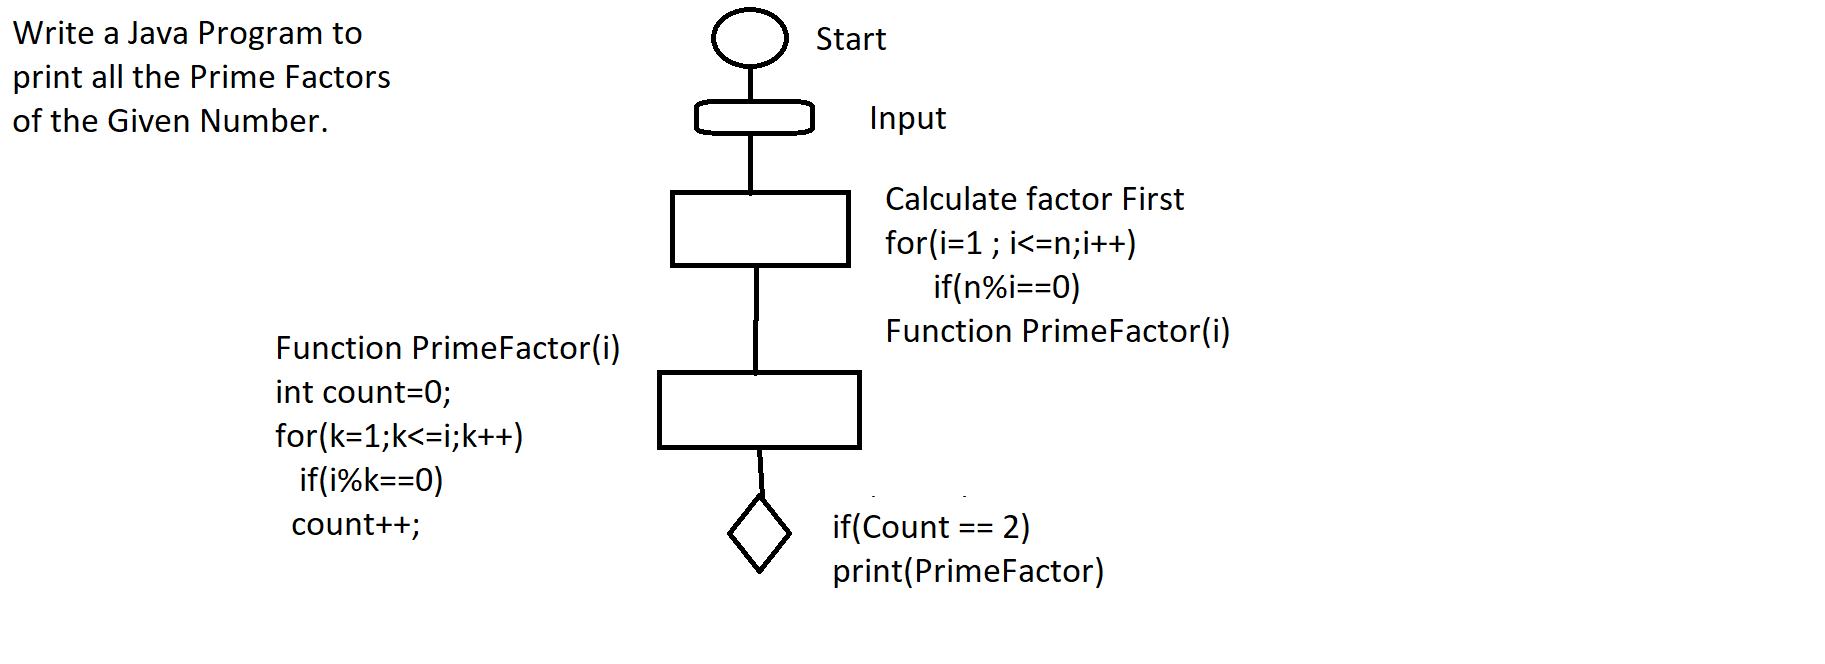 Write a Java Program to
print all the Prime Factors
of the Given Number.
Start
Input
Calculate factor First
for(i=1 ; i<=n;i++)
if(n%i==0)
Function PrimeFactor(i)
Function PrimeFactor(i)
int count=0;
for(k=1;k<=i;k++)
if(i%k==0)
count++;
if(Count == 2)
print(PrimeFactor)